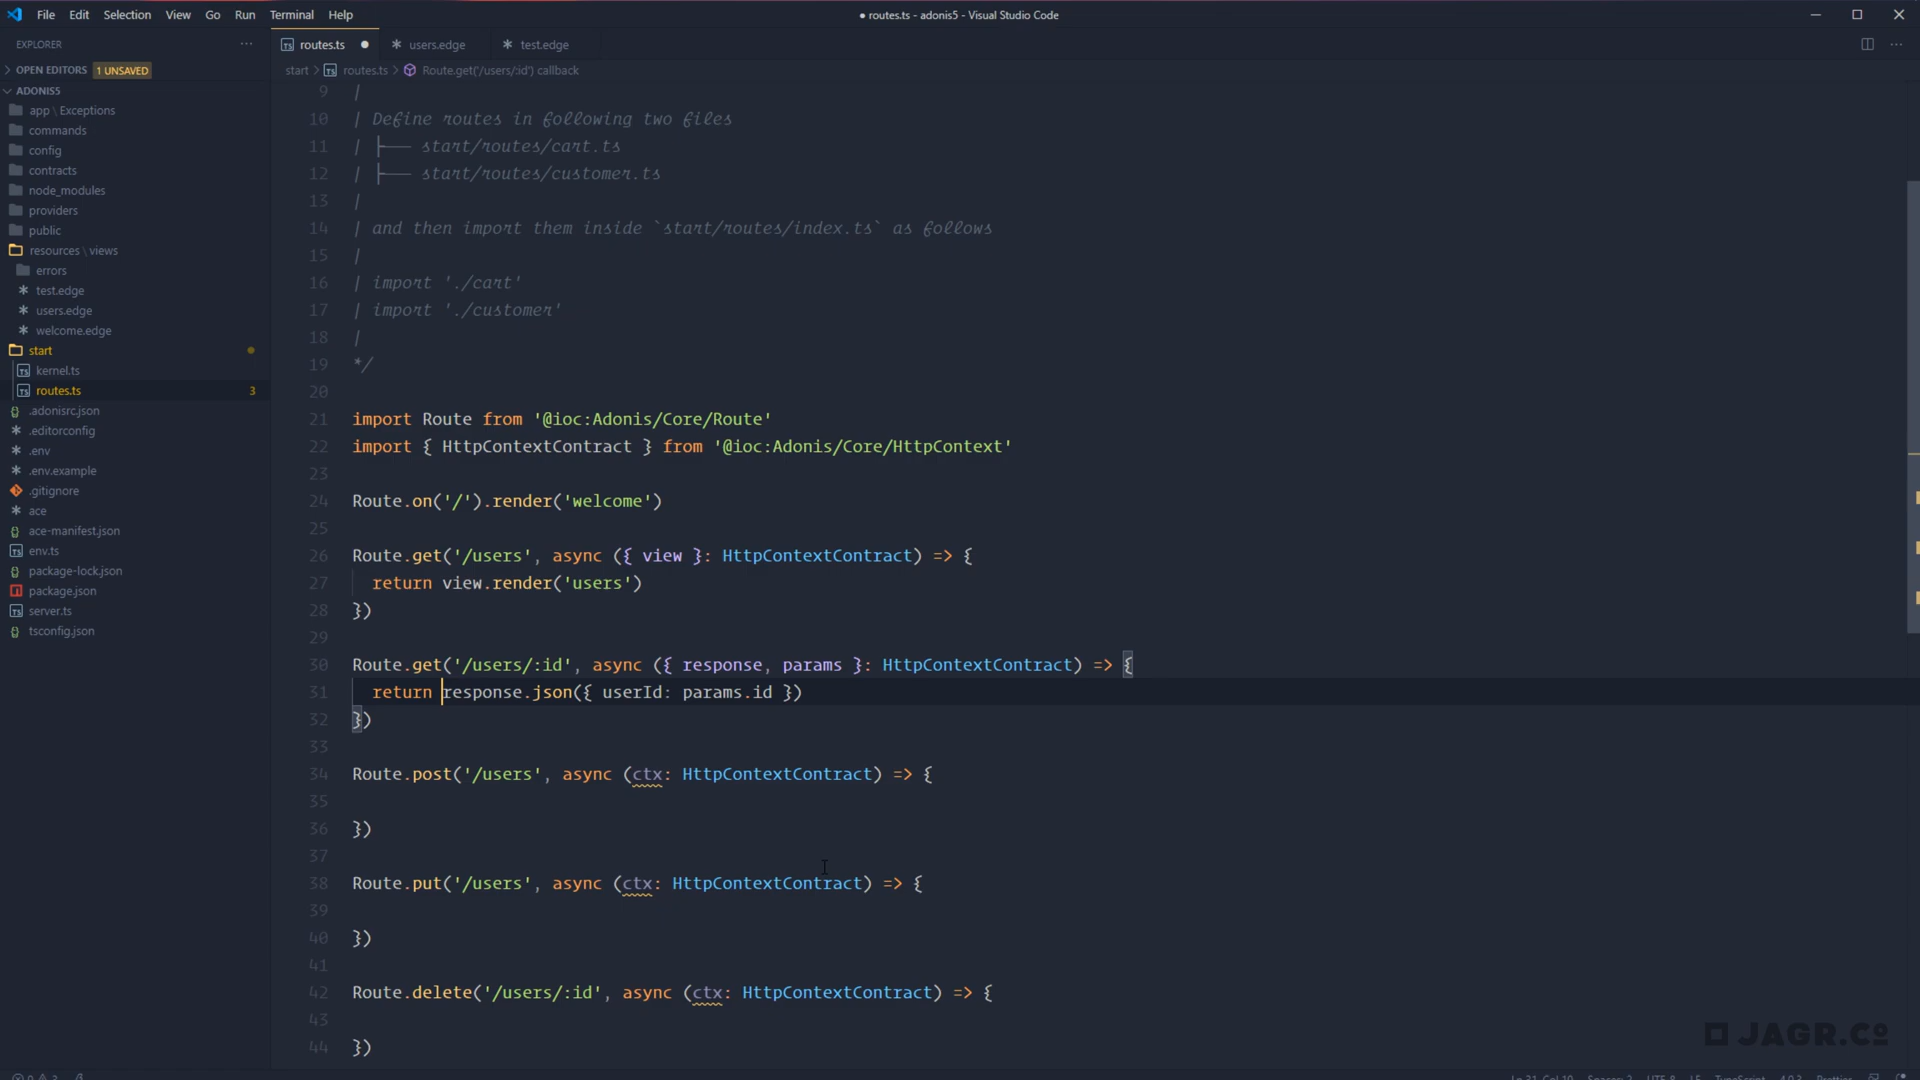 File Edit Selection View Go Run Terminal Help
● routes.ts - adonis5 - Visual Studio Code
EXPLORER
OPEN EDITORS 1 UNSAVED
ADONIS5
app \ Exceptions
commands
config
contracts
node_modules
providers
public
resources \ views
errors
test.edge
users.edge
welcome.edge
start
kernel.ts
routes.ts 3
.adonisrc.json
.editorconfig
.env
.env.example
.gitignore
ace
ace-manifest.json
env.ts
package-lock.json
package.json
server.ts
tsconfig.json
routes.ts users.edge test.edge
start > routes.ts > Route.get('/users/:id') callback
9 |
10 | Define routes in following two files
11 | ├── start/routes/cart.ts
12 | ├── start/routes/customer.ts
13 |
14 | and then import them inside `start/routes/index.ts` as follows
15 |
16 | import './cart'
17 | import './customer'
18 |
19 */
20
21 import Route from '@ioc:Adonis/Core/Route'
22 import { HttpContextContract } from '@ioc:Adonis/Core/HttpContext'
23
24 Route.on('/').render('welcome')
25
26 Route.get('/users', async ({ view }: HttpContextContract) => {
27 return view.render('users')
28 })
29
30 Route.get('/users/:id', async ({ response, params }: HttpContextContract) => {
31 return response.json({ userId: params.id })
32 })
33
34 Route.post('/users', async (ctx: HttpContextContract) => {
35
36 })
37
38 Route.put('/users', async (ctx: HttpContextContract) => {
39
40 })
41
42 Route.delete('/users/:id', async (ctx: HttpContextContract) => {
43
44 })
JAGR.CO